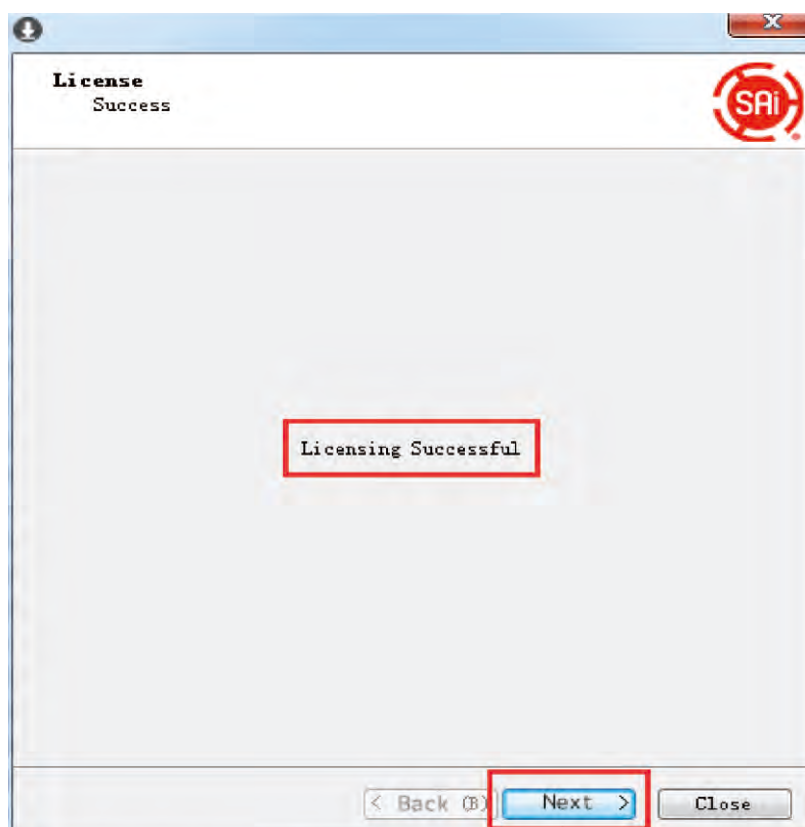 License
Success
SAi
Licensing Successful
< Back (B)
Next >
Close